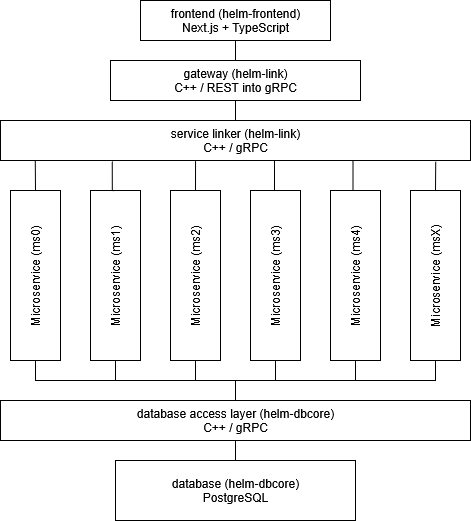 frontend (helm-frontend)
Next.js + TypeScript
gateway (helm-link)
C++ / REST into gRPC
service linker (helm-link)
C++ / gRPC
Microservice (ms0)
Microservice (ms1)
Microservice (ms2)
Microservice (ms3)
Microservice (ms4)
Microservice (msX)
database access layer (helm-dbcore)
C++ / gRPC
database (helm-dbcore)
PostgreSQL